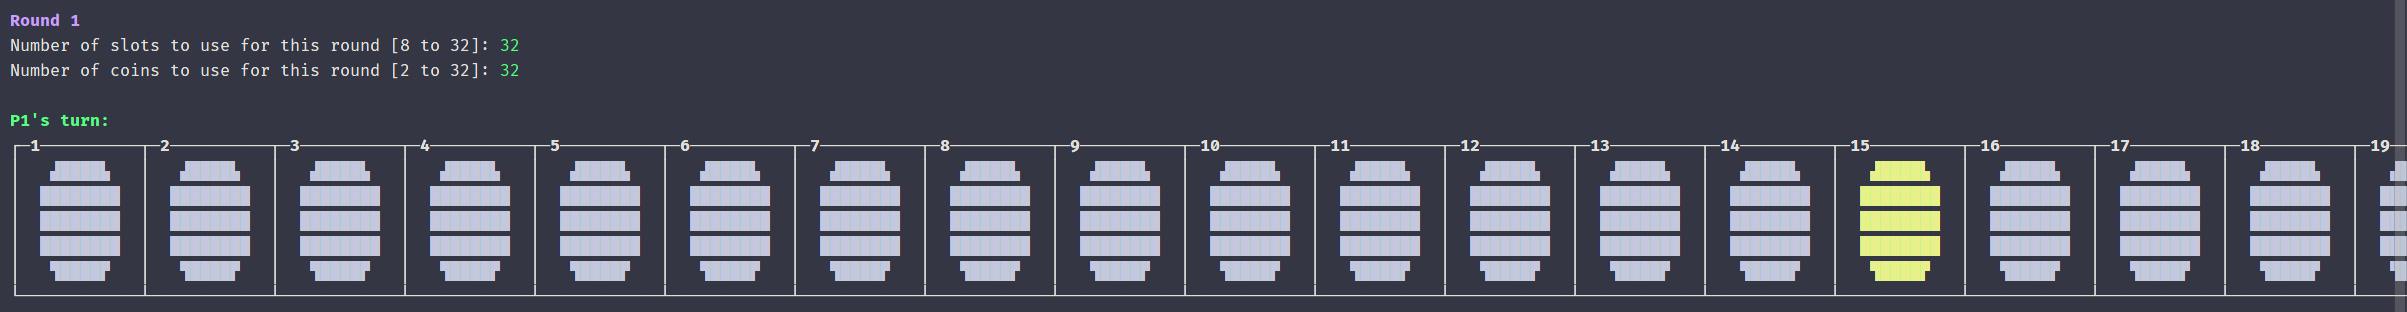 Round 1
Number of slots to use for this round [8 to 32]: 32
Number of coins to use for this round [2 to 32]: 32
P1's turn:
1 2 3 4 5 6 7 8 9 10 11 12 13 14 15 16 17 18 19